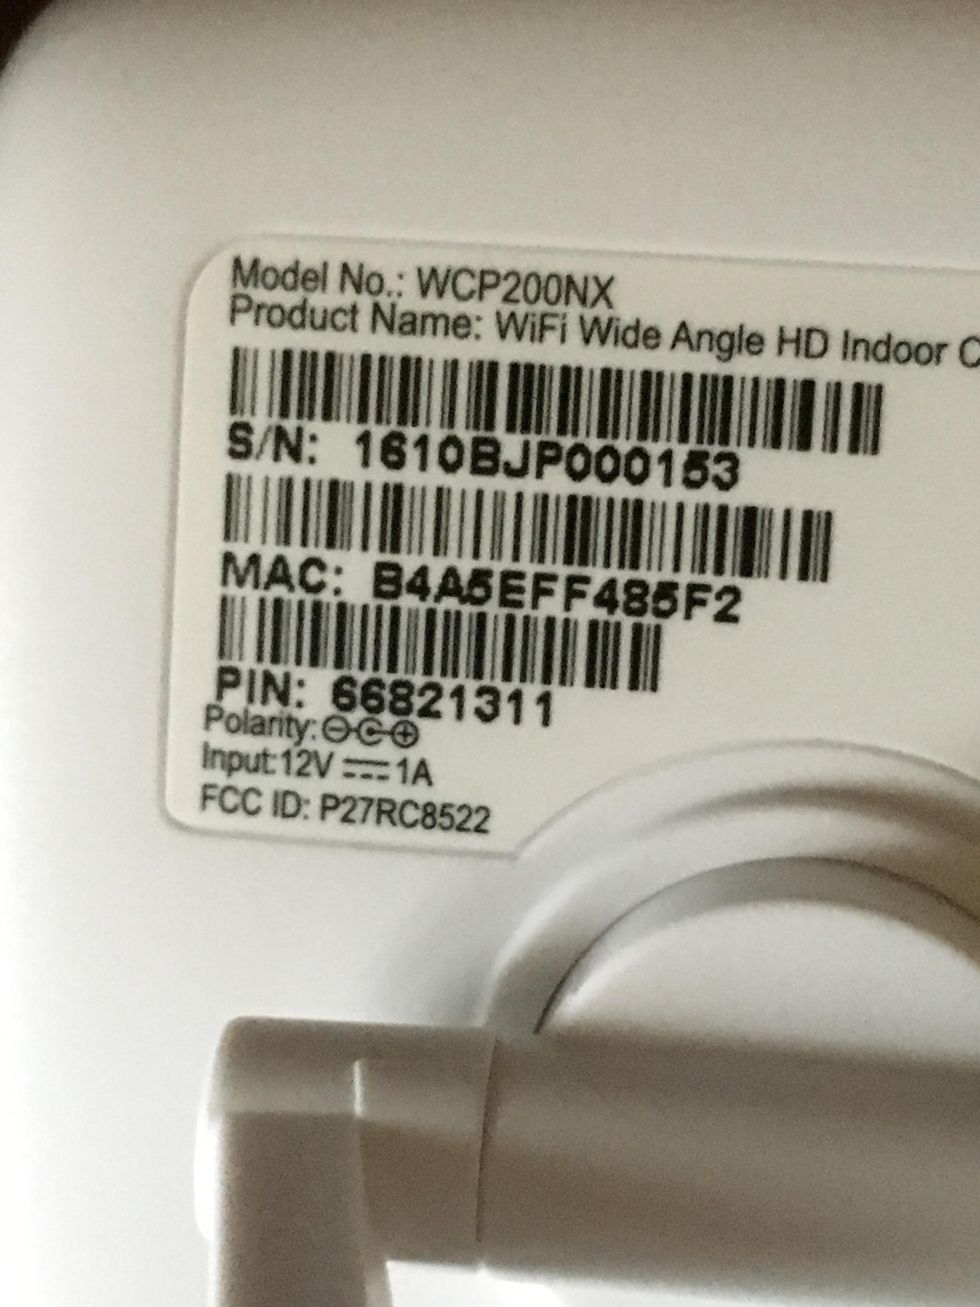 Model No.: WCP200NX
Product Name: WiFi Wide Angle HD Indoor C
S/N: 1610BJP000153
MAC: B4A5EFF485F2
PIN: 66821311
Polarity:
Input:12V 1A
FCC ID: P27RC8522